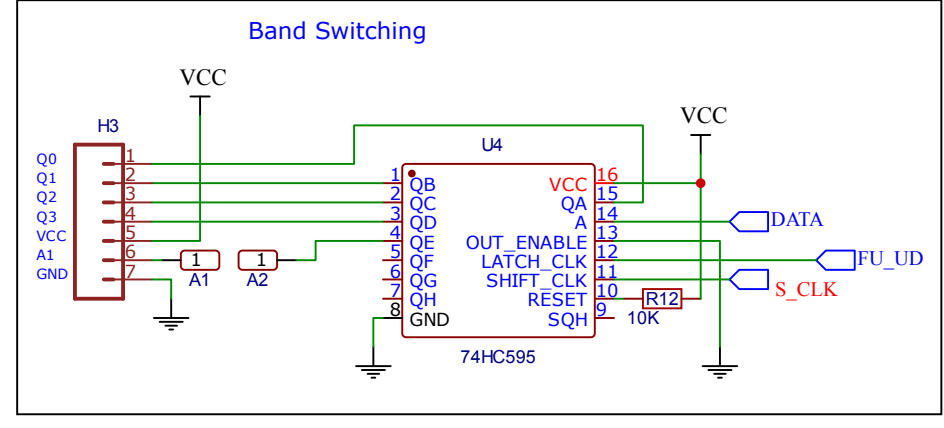 Band Switching
VCC
VCC
H3
U4
Q0
Q1
Q2
Q3
VCC
A1
GND
1
2
3
4
5
6
7
1
A1
1
A2
1 QB
2 QC
3 QD
4 QE
5 QF
6 QG
7 QH
8 GND
VCC 16
QA 15
A 14
OUT_ENABLE 13
LATCH_CLK 12
SHIFT_CLK 11
RESET 10
SQH 9
74HC595
DATA
FU_UD
S_CLK
R12
10K